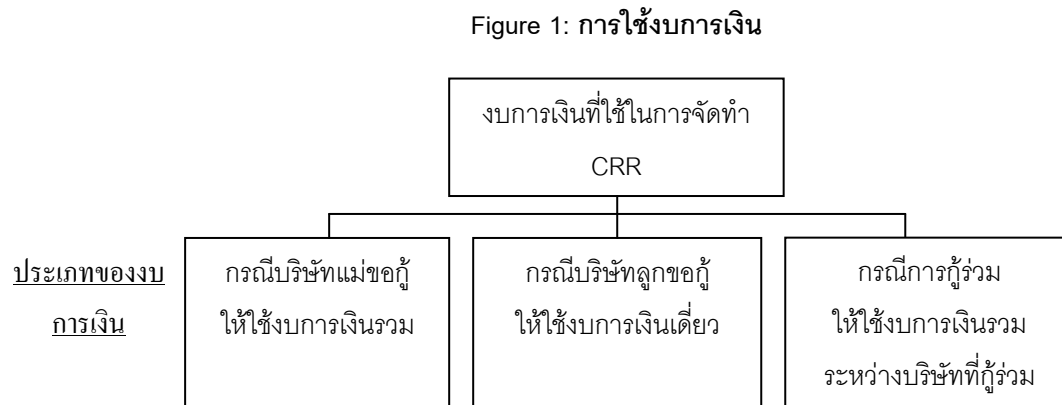 Figure 1: การใช้งบการเงิน
งบการเงินที่ใช้ในการจัดทำ
CRR
ประเภทของงบ
การเงิน
กรณีบริษัทแม่ขอกู้
ให้ใช้งบการเงินรวม
กรณีบริษัทลูกขอกู้
ให้ใช้งบการเงินเดี่ยว
กรณีการกู้ร่วม
ให้ใช้งบการเงินรวม
ระหว่างบริษัทที่กู้ร่วม